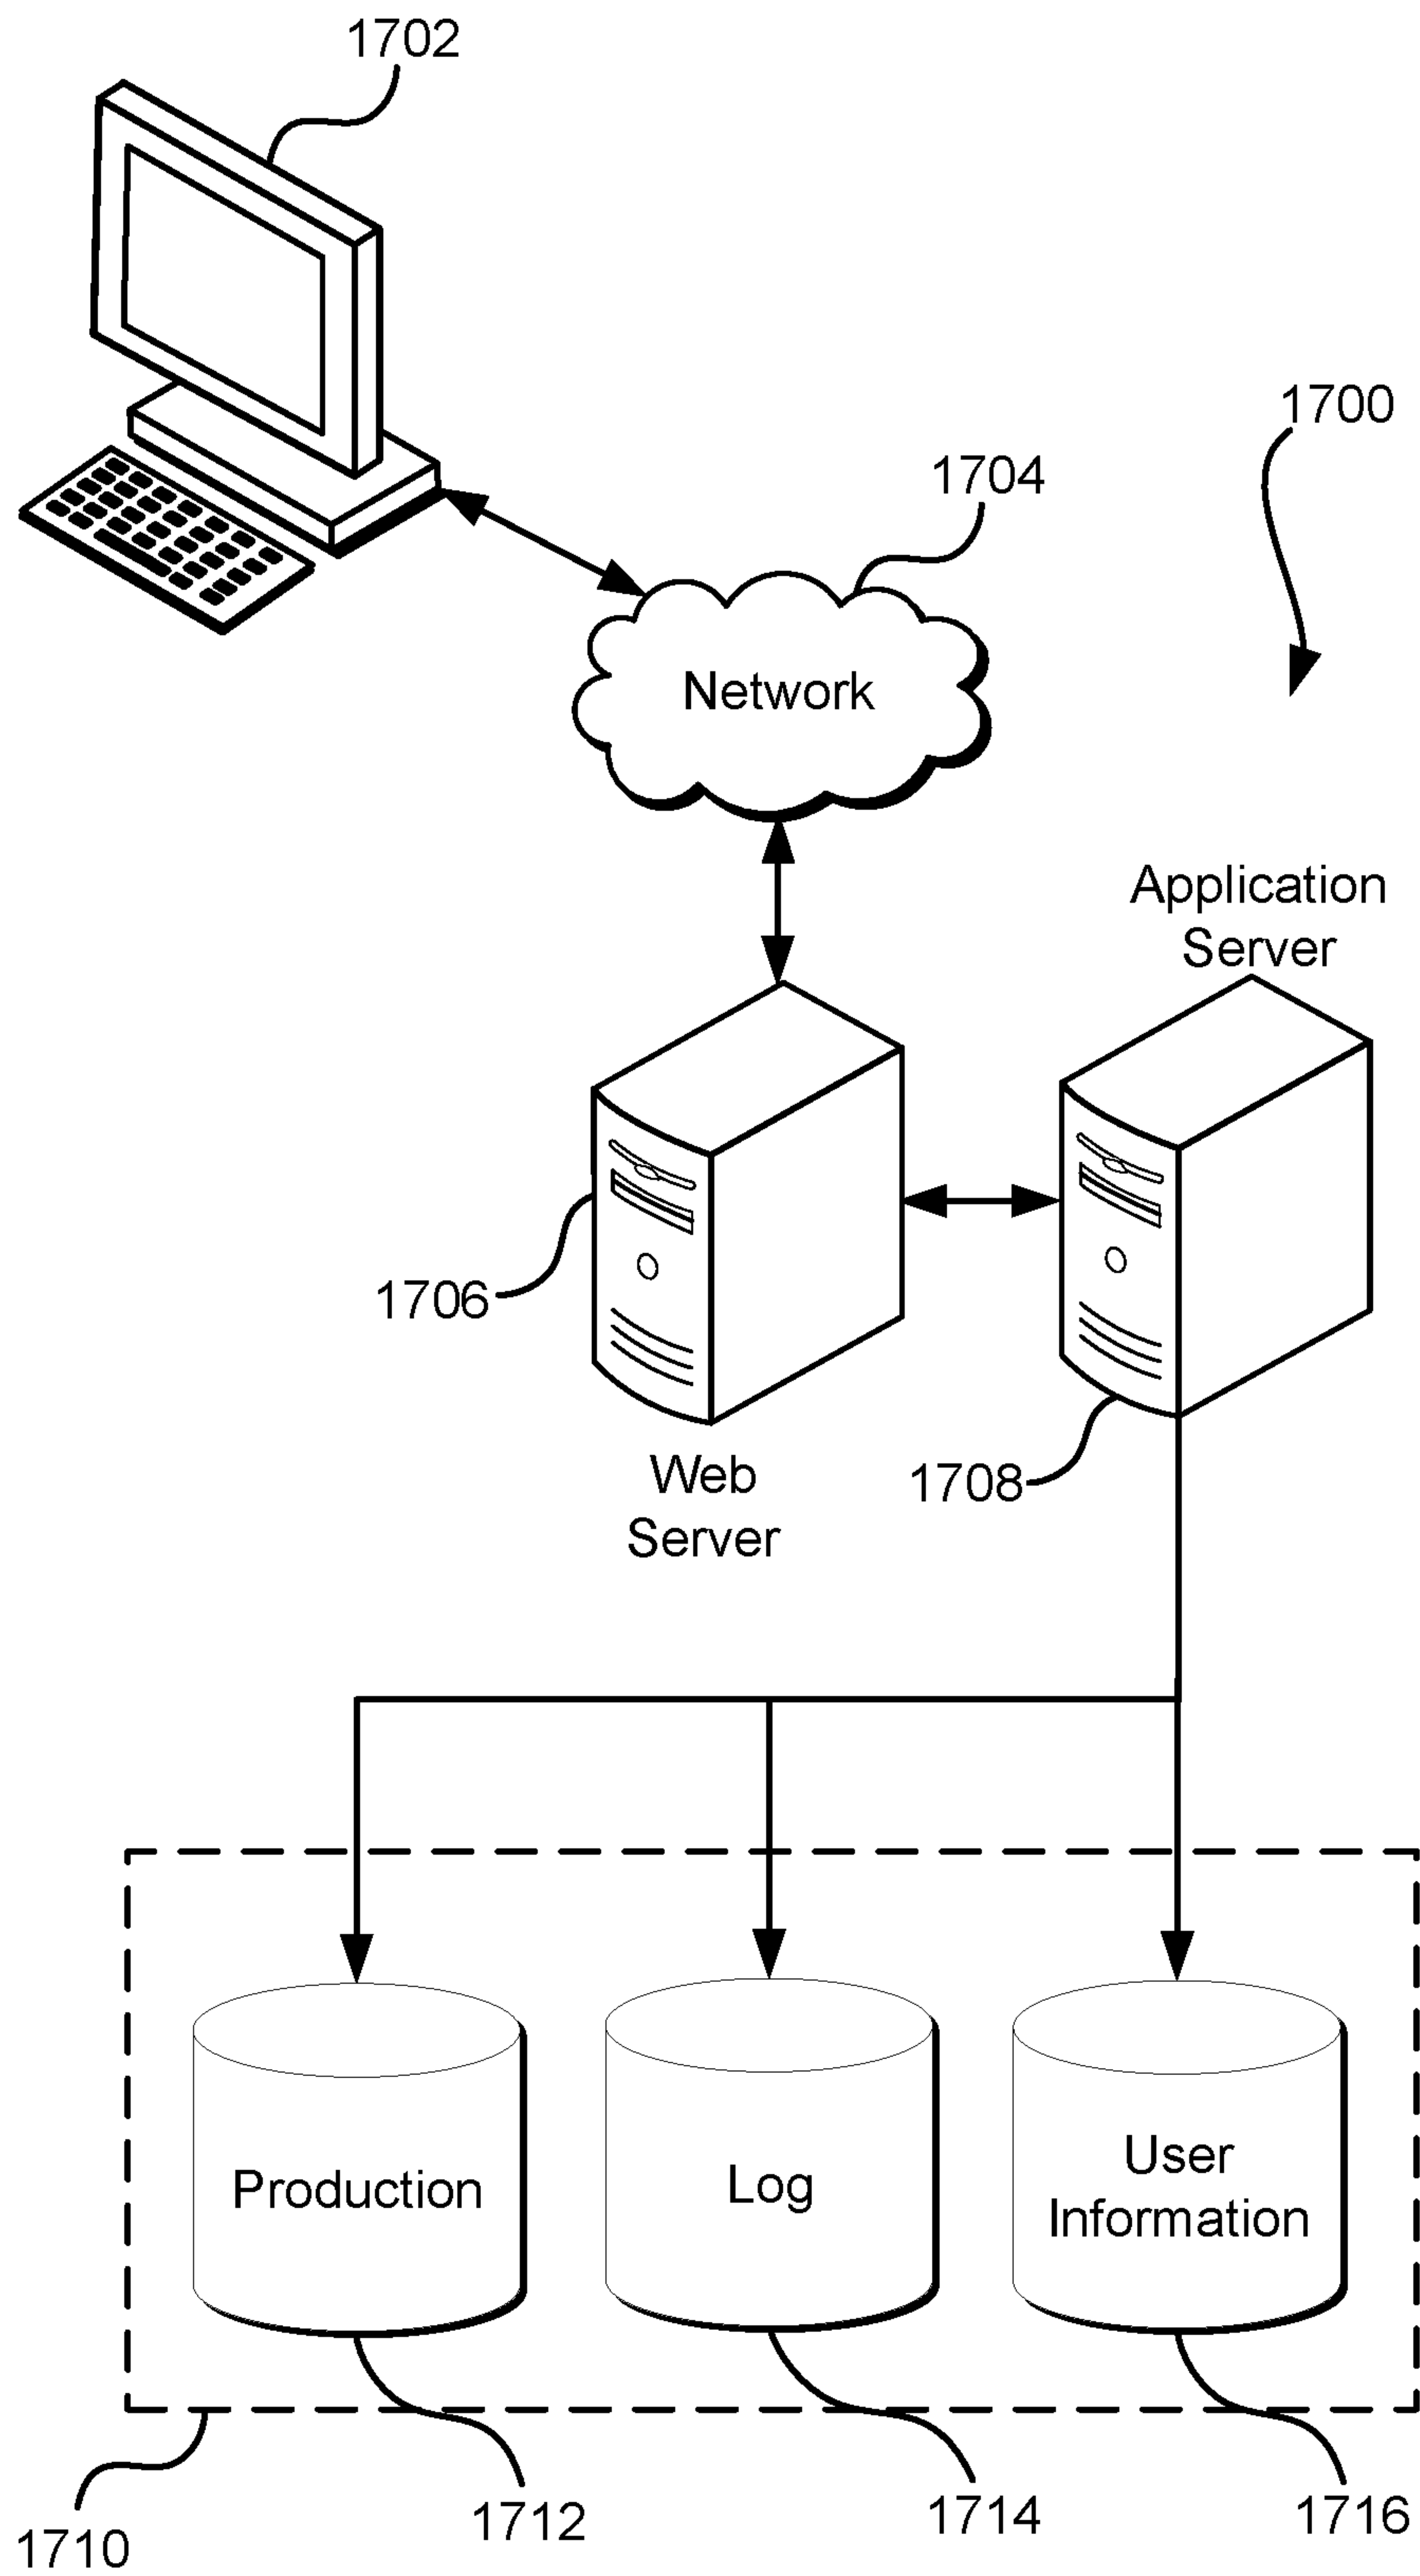 1702
1700
1704
Network
Application
Server
1706
Web
Server
1708
Production
Log
User
Information
1710
1712
1714
1716